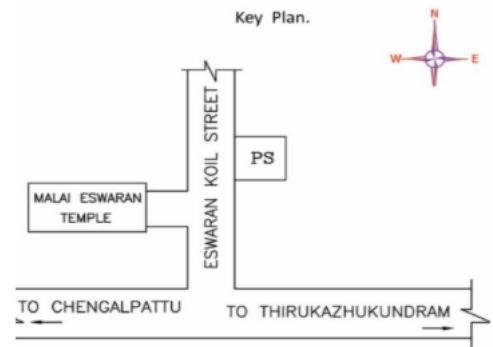 Key Plan.
N
W
E
S
ESWARAN KOIL STREET
PS
MALAI ESWARAN
TEMPLE
TO CHENGALPATTU
TO THIRUKAZHUKUNDRAM